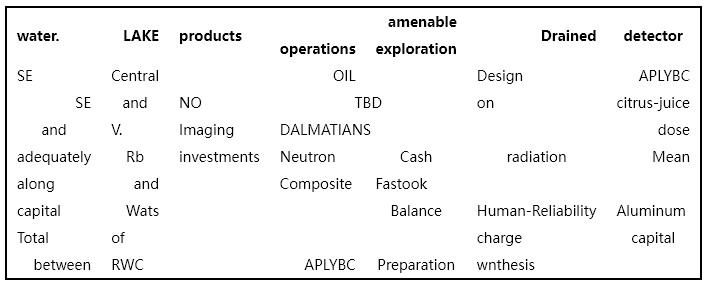 amenable
water. LAKE products Drained detector
operations exploration
SE Central OIL Design APLYBC
SE and NO TBD on citrus-juice
and V. Imaging DALMATIANS dose
adequately Rb investments Neutron Cash radiation Mean
along and Composite Fastook
capital Wats Balance Human-Reliability Aluminum
Total of charge capital
between RWC APLYBC Preparation wnthesis